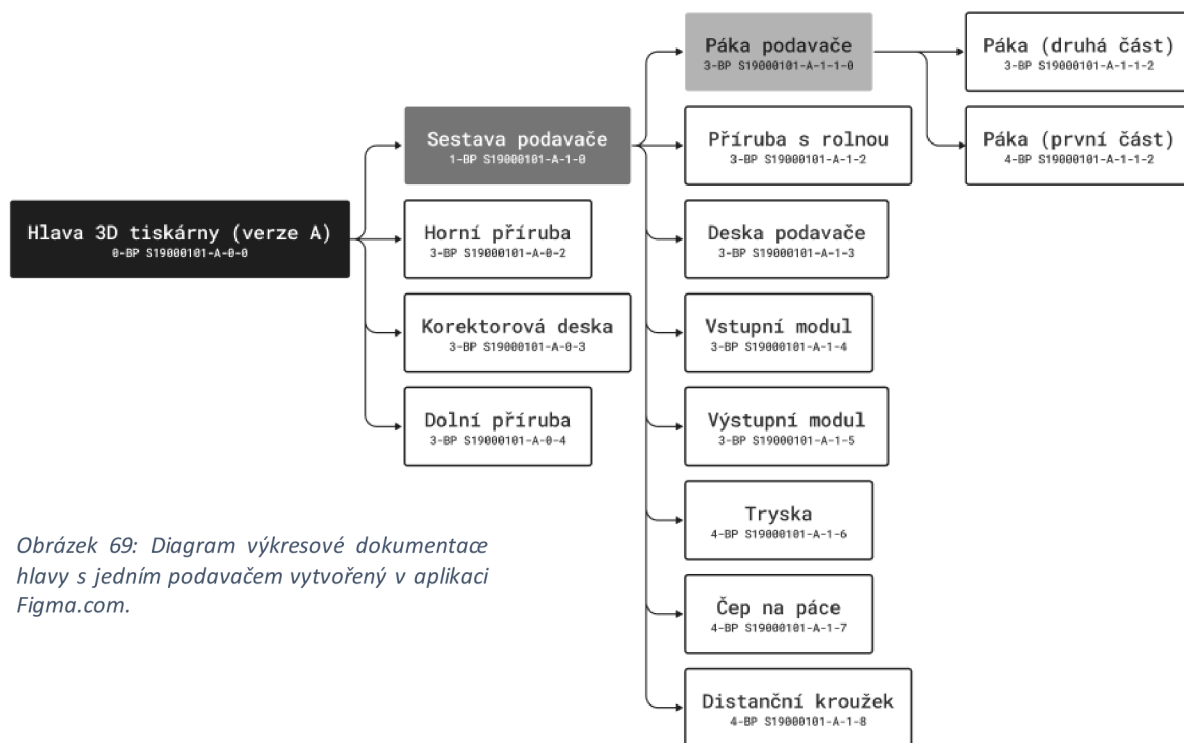 Hlava 3D tiskárny (verze A)
0-BP S19000101-A-0-0
Sestava podavače
1-BP S19000101-A-1-0
Horní příruba
3-BP S19000101-A-0-2
Korektorová deska
3-BP S19000101-A-0-3
Dolní příruba
3-BP S19000101-A-0-4
Páka podavače
3-BP S19000101-A-1-1-0
Příruba s rolnou
3-BP S19000101-A-1-2
Deska podavače
3-BP S19000101-A-1-3
Vstupní modul
3-BP S19000101-A-1-4
Výstupní modul
3-BP S19000101-A-1-5
Tryska
4-BP S19000101-A-1-6
Čep na páce
4-BP S19000101-A-1-7
Distanční kroužek
4-BP S19000101-A-1-8
Páka (druhá část)
3-BP S19000101-A-1-1-2
Páka (první část)
4-BP S19000101-A-1-1-2
Obrázek 69: Diagram výkresové dokumentace
hlavy s jedním podavačem vytvořený v aplikaci
Figma.com.